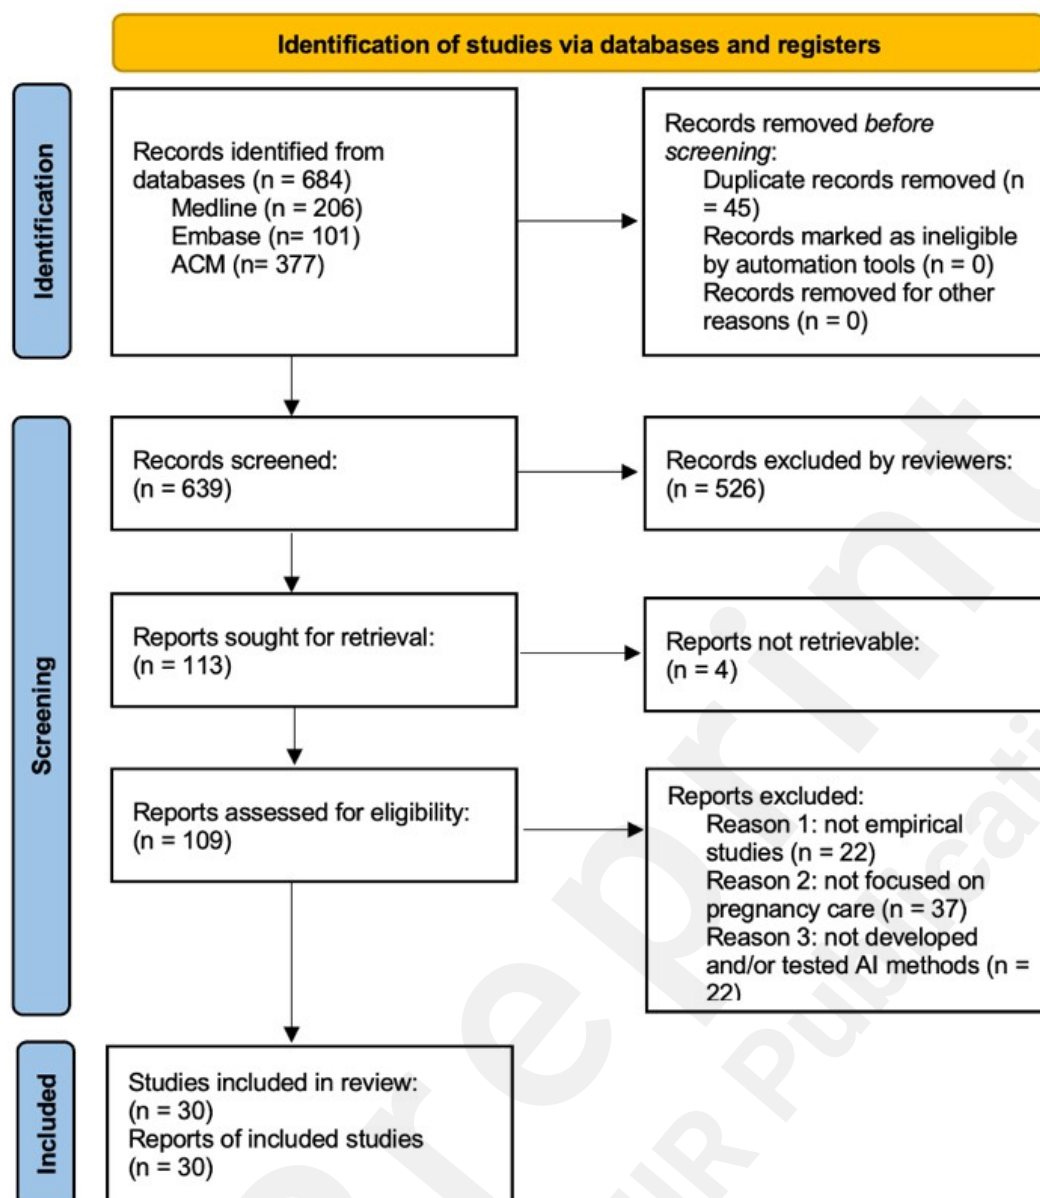 Identification of studies via databases and registers
Identification
Records identified from
databases (n = 684)
Medline (n = 206)
Embase (n= 101)
ACM (n= 377)
Records removed before
screening:
Duplicate records removed (n
= 45)
Records marked as ineligible
by automation tools (n = 0)
Records removed for other
reasons (n = 0)
Screening
Records screened:
(n = 639)
Records excluded by reviewers:
(n = 526)
Reports sought for retrieval:
(n = 113)
Reports not retrievable:
(n = 4)
Reports assessed for eligibility:
(n = 109)
Reports excluded:
Reason 1: not empirical
studies (n = 22)
Reason 2: not focused on
pregnancy care (n = 37)
Reason 3: not developed
and/or tested AI methods (n =
22)
Included
Studies included in review:
(n = 30)
Reports of included studies
(n = 30)
Preprint